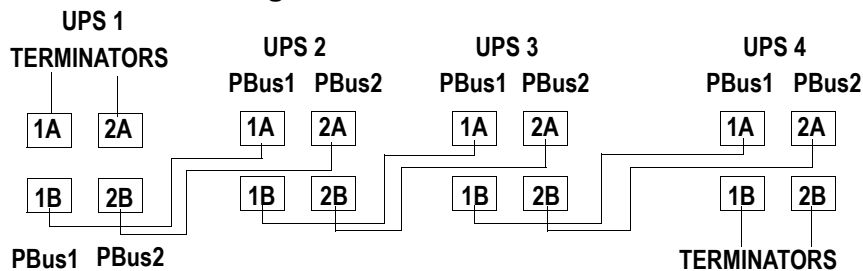 UPS 1
TERMINATORS
UPS 2
UPS 3
UPS 4
PBus1 PBus2
PBus1 PBus2
PBus1 PBus2
1A 2A
1A 2A
1A 2A
1A 2A
1B 2B
1B 2B
1B 2B
1B 2B
PBus1 PBus2
TERMINATORS